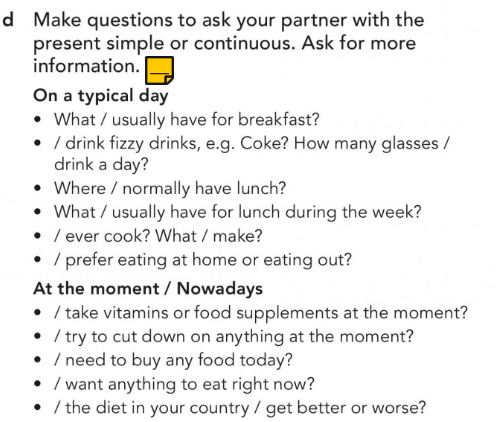 d Make questions to ask your partner with the
present simple or continuous. Ask for more
information.
On a typical day
• What / usually have for breakfast?
• / drink fizzy drinks, e.g. Coke? How many glasses /
drink a day?
• Where / normally have lunch?
• What / usually have for lunch during the week?
• / ever cook? What / make?
• / prefer eating at home or eating out?
At the moment / Nowadays
• / take vitamins or food supplements at the moment?
• / try to cut down on anything at the moment?
• / need to buy any food today?
• / want anything to eat right now?
• / the diet in your country / get better or worse?